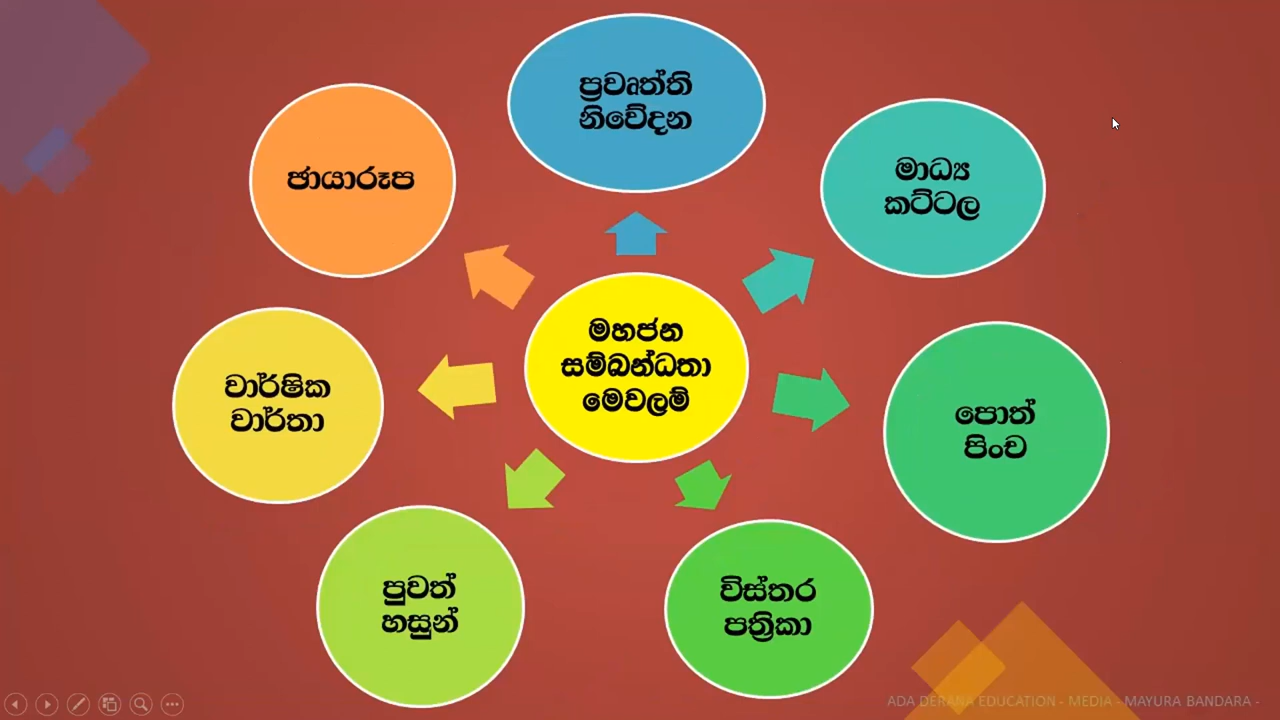 ප්‍රවෘත්ති
නිවේදන
මාධ්‍ය
කට්ටල
පොත්
පිංච
විස්තර
පත්‍රිකා
පුවත්
හසුන්
වාර්ෂික
වාර්තා
ඡායාරූප
මහජන
සම්බන්ධතා
මෙවලම්
ADA DERANA EDUCATION - MEDIA - MAYURA BANDARA -